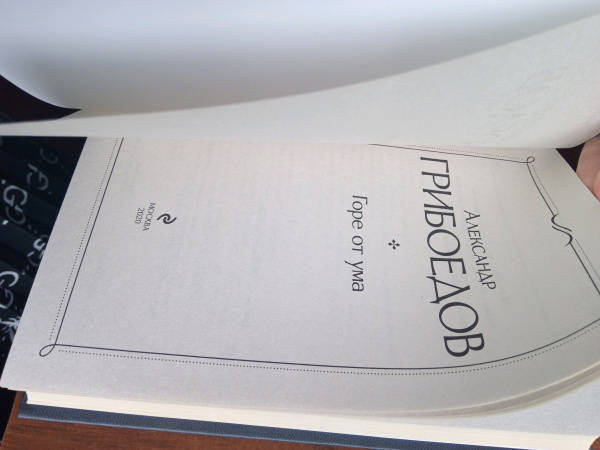 АЛЕКСАНДР
ГРИБОЕДОВ
Горе от ума
МОСКВА
2020